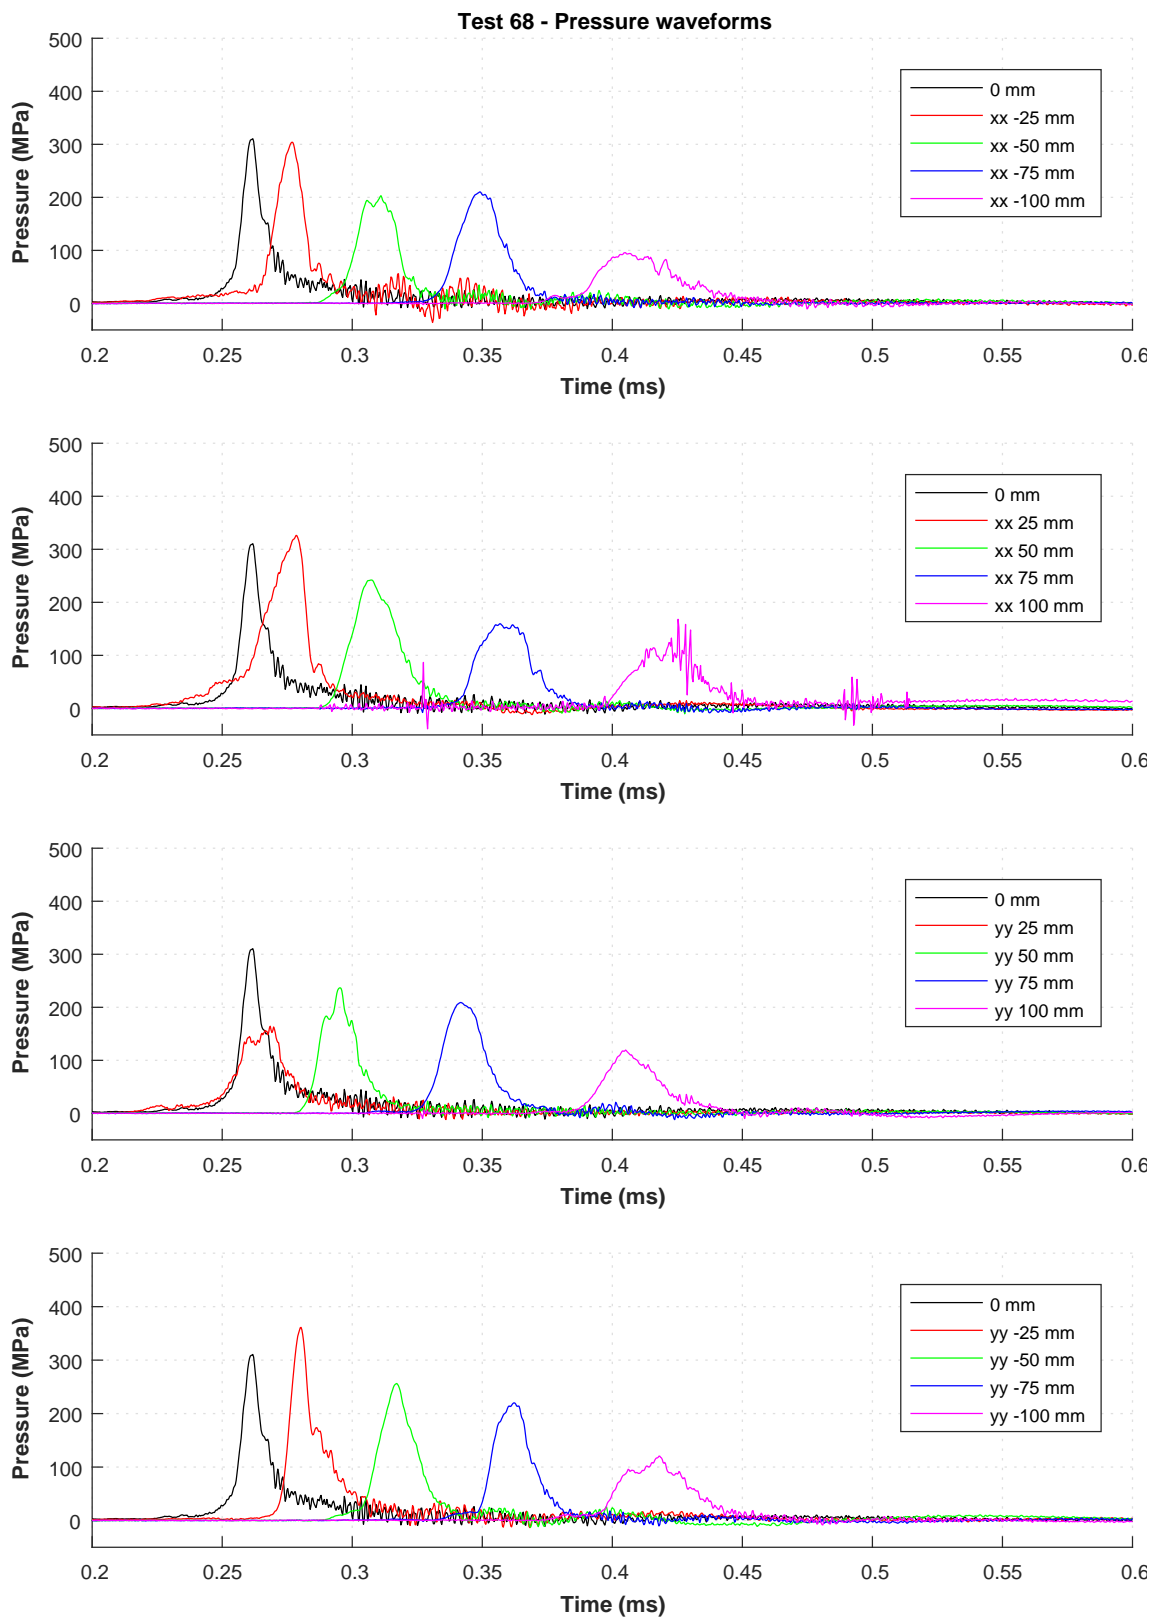 Test 68 - Pressure waveforms
500
400
300
200
100
0
Pressure (MPa)
0 mm
xx -25 mm
xx -50 mm
xx -75 mm
xx -100 mm
0.2 0.25 0.3 0.35 0.4 0.45 0.5 0.55 0.6
Time (ms)
500
400
300
200
100
0
Pressure (MPa)
0 mm
xx 25 mm
xx 50 mm
xx 75 mm
xx 100 mm
0.2 0.25 0.3 0.35 0.4 0.45 0.5 0.55 0.6
Time (ms)
500
400
300
200
100
0
Pressure (MPa)
0 mm
yy 25 mm
yy 50 mm
yy 75 mm
yy 100 mm
0.2 0.25 0.3 0.35 0.4 0.45 0.5 0.55 0.6
Time (ms)
500
400
300
200
100
0
Pressure (MPa)
0 mm
yy -25 mm
yy -50 mm
yy -75 mm
yy -100 mm
0.2 0.25 0.3 0.35 0.4 0.45 0.5 0.55 0.6
Time (ms)